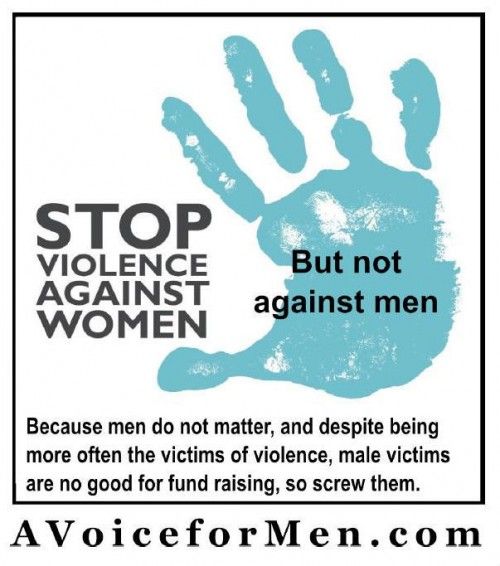 STOP
VIOLENCE
AGAINST
WOMEN
But not
against men
Because men do not matter, and despite being
more often the victims of violence, male victims
are no good for fund raising, so screw them.
AVoiceforMen.com